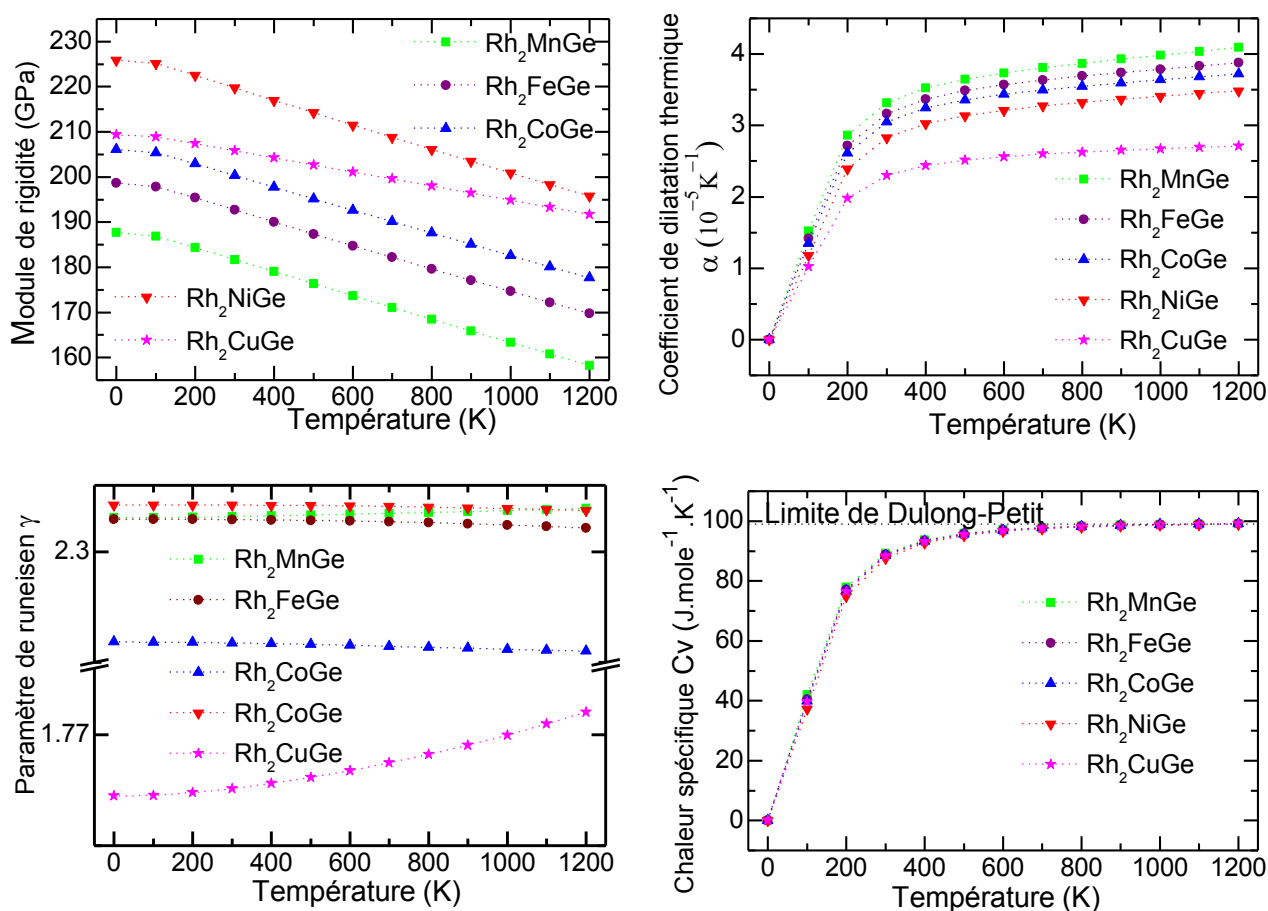 230
225
220
215
210
205
200
195
190
180
170
160
Module de rigidité (GPa)
Rh₂MnGe
Rh₂FeGe
Rh₂CoGe
Rh₂NiGe
Rh₂CuGe
0 200 400 600 800 1000 1200
Température (K)
Coefficient de dilatation thermique
α (10⁻⁵K⁻¹)
4
3
2
1
0
Rh₂MnGe
Rh₂FeGe
Rh₂CoGe
Rh₂NiGe
Rh₂CuGe
0 200 400 600 800 1000 1200
Température (K)
Paramètre de runeisen γ
2.3
1.77
Rh₂MnGe
Rh₂FeGe
Rh₂CoGe
Rh₂CoGe
Rh₂CuGe
0 200 400 600 800 1000 1200
Température (K)
Chaleur spécifique Cv (J.mole⁻¹.K⁻¹)
Limite de Dulong-Petit
100
80
60
40
20
0
Rh₂MnGe
Rh₂FeGe
Rh₂CoGe
Rh₂NiGe
Rh₂CuGe
0 200 400 600 800 1000 1200
Température (K)